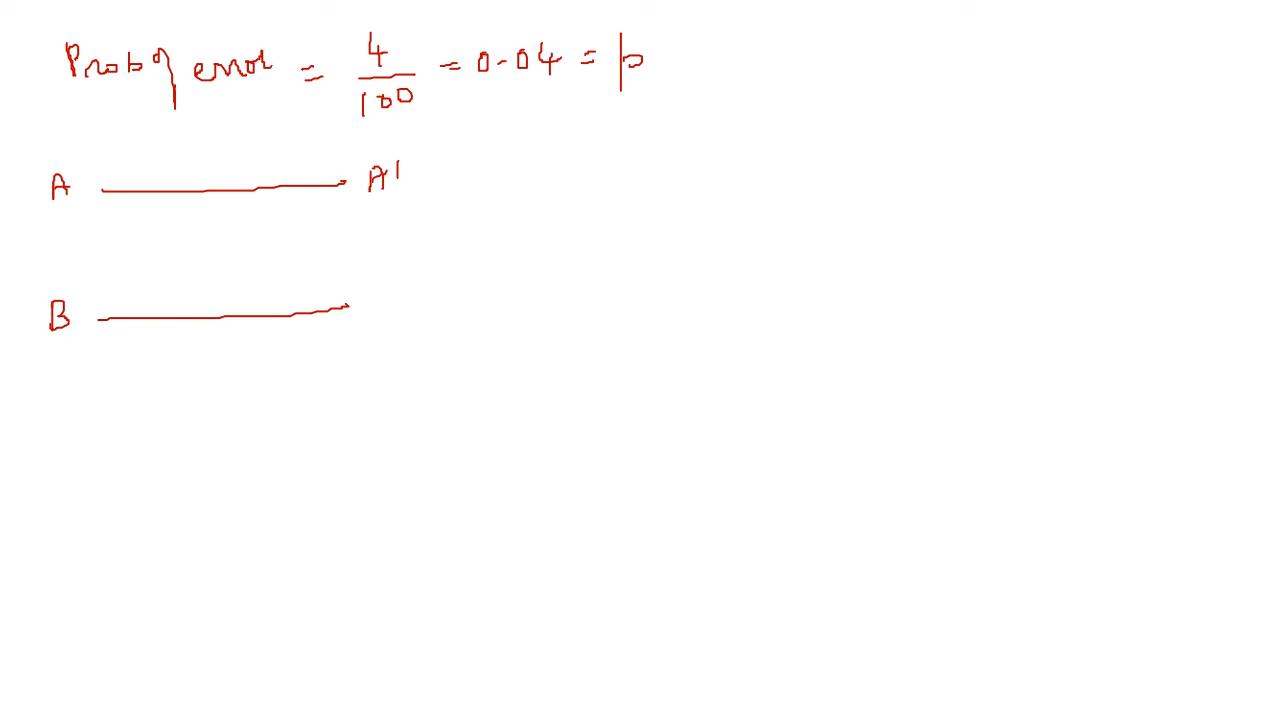 Prob of error = 4/100 = 0.04 = p
A A'
B